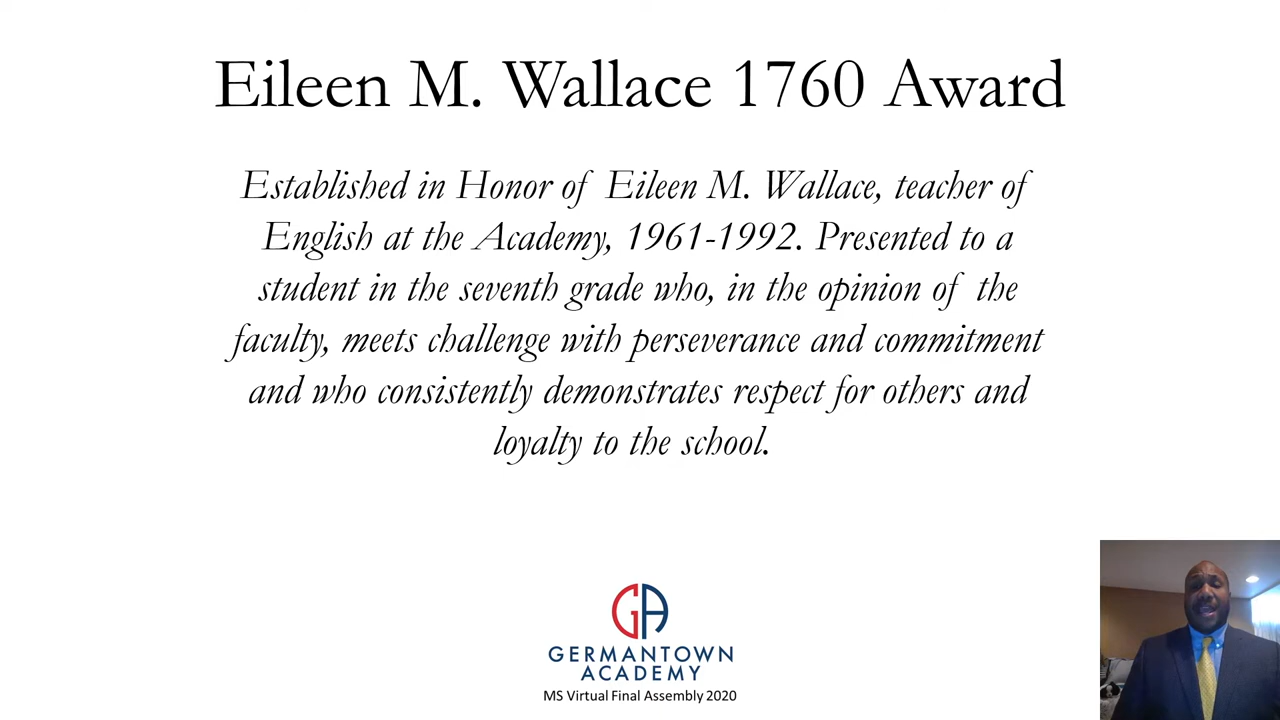 Eileen M. Wallace 1760 Award
Established in Honor of Eileen M. Wallace, teacher of
English at the Academy, 1961-1992. Presented to a
student in the seventh grade who, in the opinion of the
faculty, meets challenge with perseverance and commitment
and who consistently demonstrates respect for others and
loyalty to the school.
GA
GERMANTOWN
ACADEMY
MS Virtual Final Assembly 2020